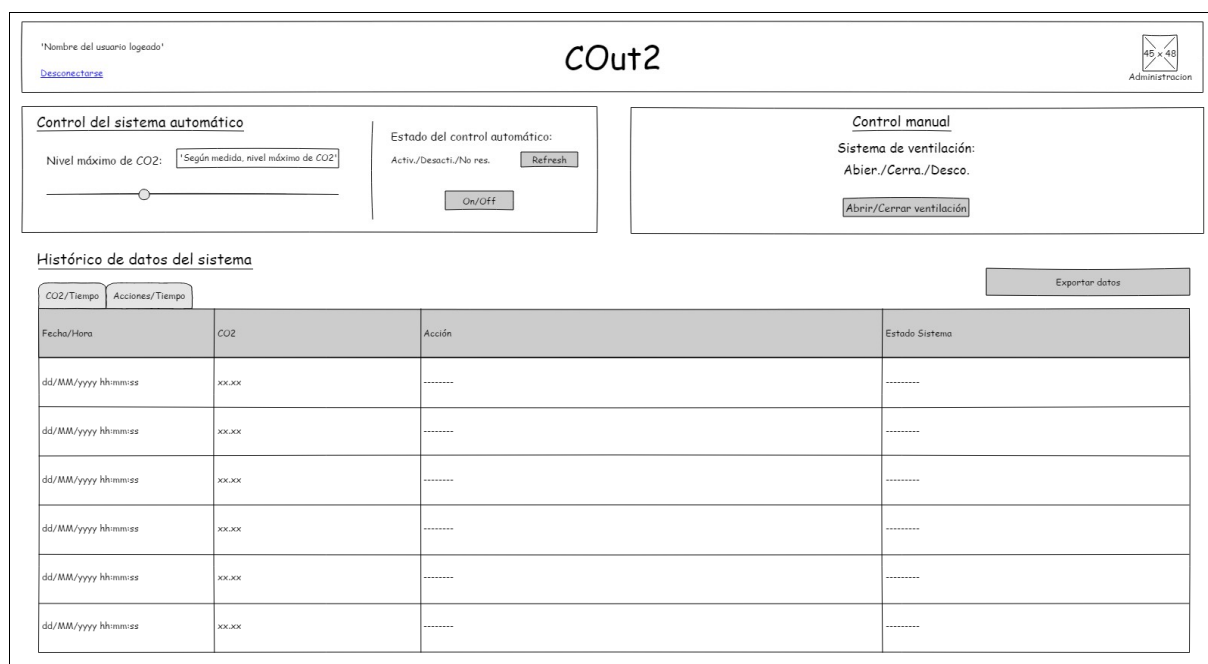 'Nombre del usuario logeado'
Desconectarse
COut2
45 x 48
Administracion
Control del sistema automático
Nivel máximo de CO2:
'Según medida, nivel máximo de CO2'
Estado del control automático:
Activ./Desacti./No res.
Refresh
On/Off
Control manual
Sistema de ventilación:
Abier./Cerra./Desco.
Abrir/Cerrar ventilación
Histórico de datos del sistema
Exportar datos
CO2/Tiempo
Acciones/Tiempo
Fecha/Hora CO2 Acción Estado Sistema
dd/MM/yyyy hh:mm:ss xx.xx -------- ---------
dd/MM/yyyy hh:mm:ss xx.xx -------- ---------
dd/MM/yyyy hh:mm:ss xx.xx -------- ---------
dd/MM/yyyy hh:mm:ss xx.xx -------- ---------
dd/MM/yyyy hh:mm:ss xx.xx -------- ---------
dd/MM/yyyy hh:mm:ss xx.xx -------- ---------